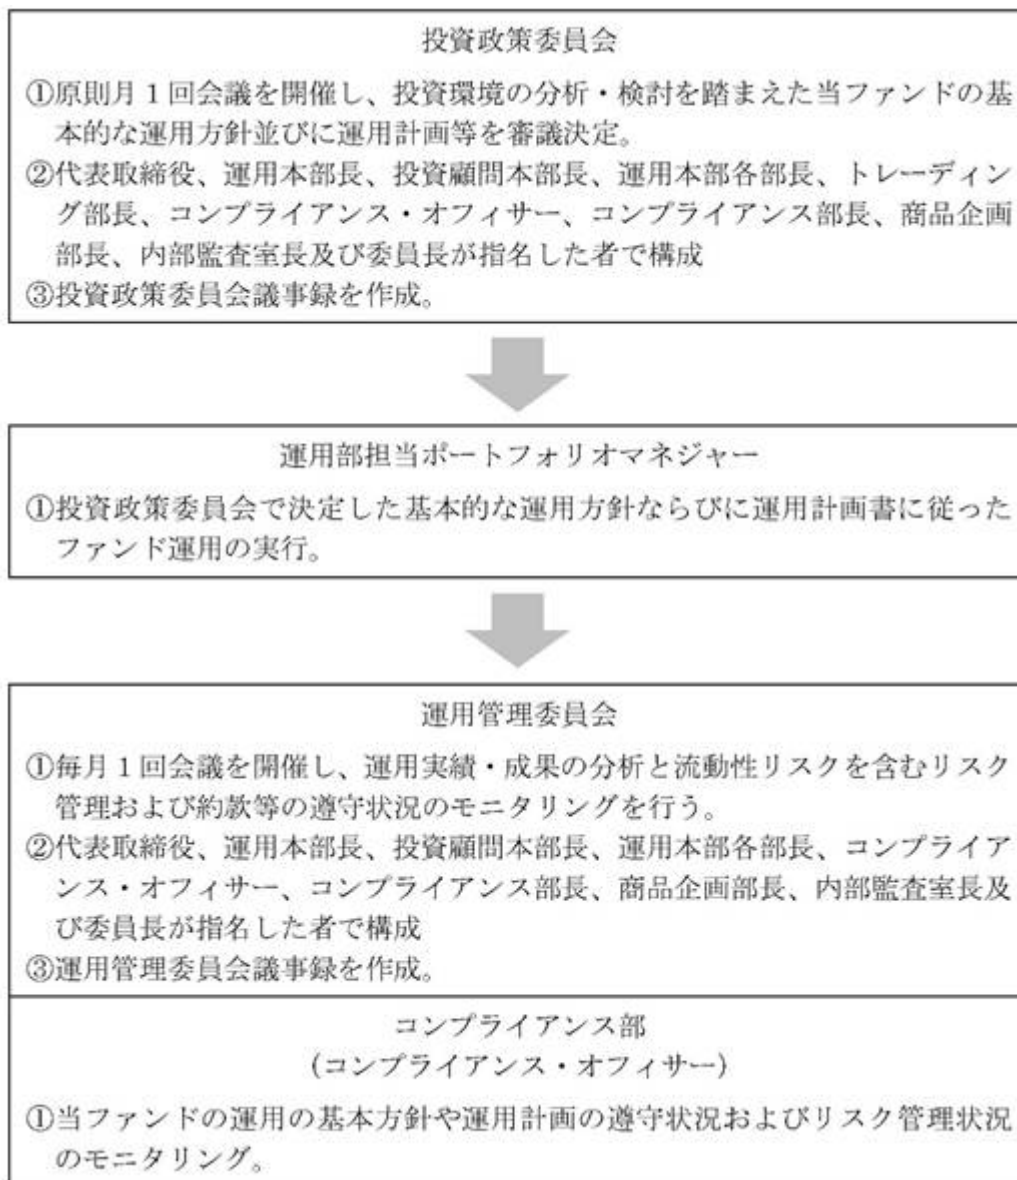 投資政策委員会
①原則月1回会議を開催し、投資環境の分析・検討を踏まえた当ファンドの基
本的な運用方針並びに運用計画等を審議決定。
②代表取締役、運用本部長、投資顧問本部長、運用本部各部長、トレーディン
グ部長、コンプライアンス・オフィサー、コンプライアンス部長、商品企画
部長、内部監査室長及び委員長が指名した者で構成
③投資政策委員会議事録を作成。
運用部担当ポートフォリオマネジャー
①投資政策委員会で決定した基本的な運用方針ならびに運用計画書に従った
ファンド運用の実行。
運用管理委員会
①毎月1回会議を開催し、運用実績・成果の分析と流動性リスクを含むリスク
管理および約款等の遵守状況のモニタリングを行う。
②代表取締役、運用本部長、投資顧問本部長、運用本部各部長、コンプライア
ンス・オフィサー、コンプライアンス部長、商品企画部長、内部監査室長及
び委員長が指名した者で構成
③運用管理委員会議事録を作成。
コンプライアンス部
(コンプライアンス・オフィサー)
①当ファンドの運用の基本方針や運用計画の遵守状況およびリスク管理状況
のモニタリング。